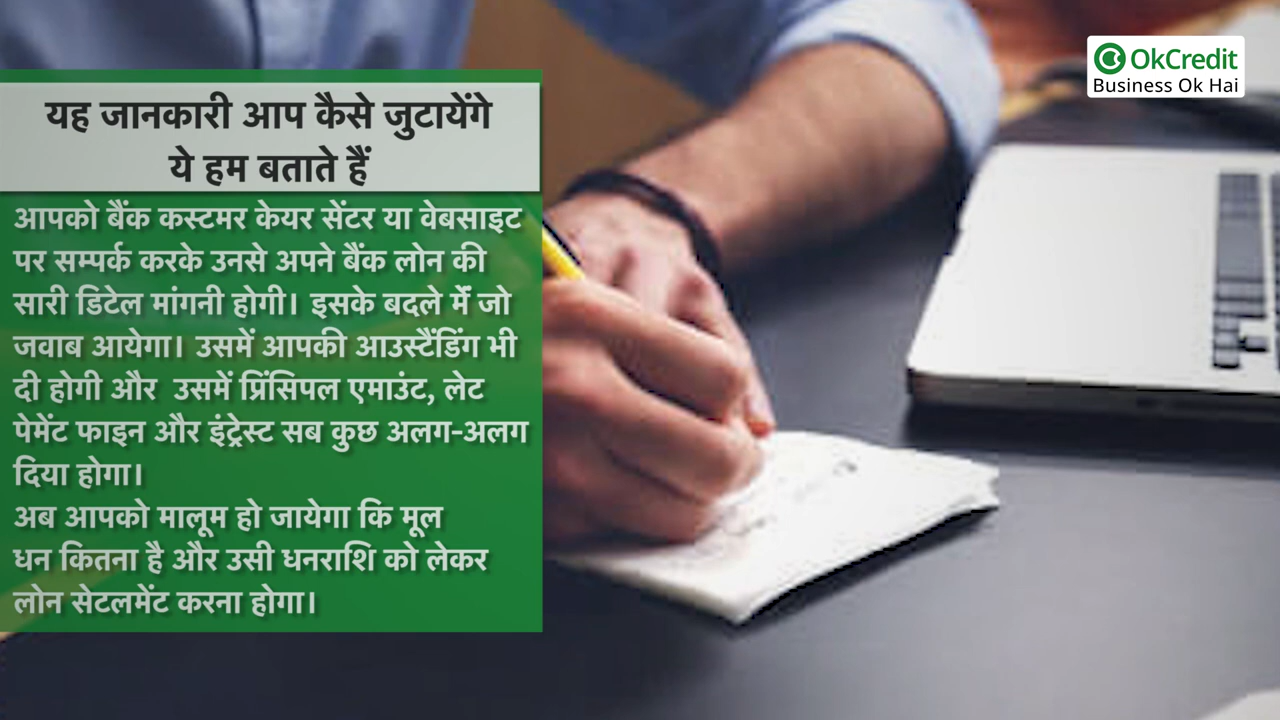 OkCredit
Business Ok Hai
यह जानकारी आप कैसे जुटायेंगे
ये हम बताते हैं
आपको बैंक कस्टमर केयर सेंटर या वेबसाइट
पर सम्पर्क करके उनसे अपने बैंक लोन की
सारी डिटेल मांगनी होगी। इसके बदले में जो
जवाब आयेगा। उसमें आपकी आउस्टैंडिंग भी
दी होगी और उसमें प्रिंसिपल एमाउंट, लेट
पेमेंट फाइन और इंट्रेस्ट सब कुछ अलग-अलग
दिया होगा।
अब आपको मालूम हो जायेगा कि मूल
धन कितना है और उसी धनराशि को लेकर
लोन सेटलमेंट करना होगा।